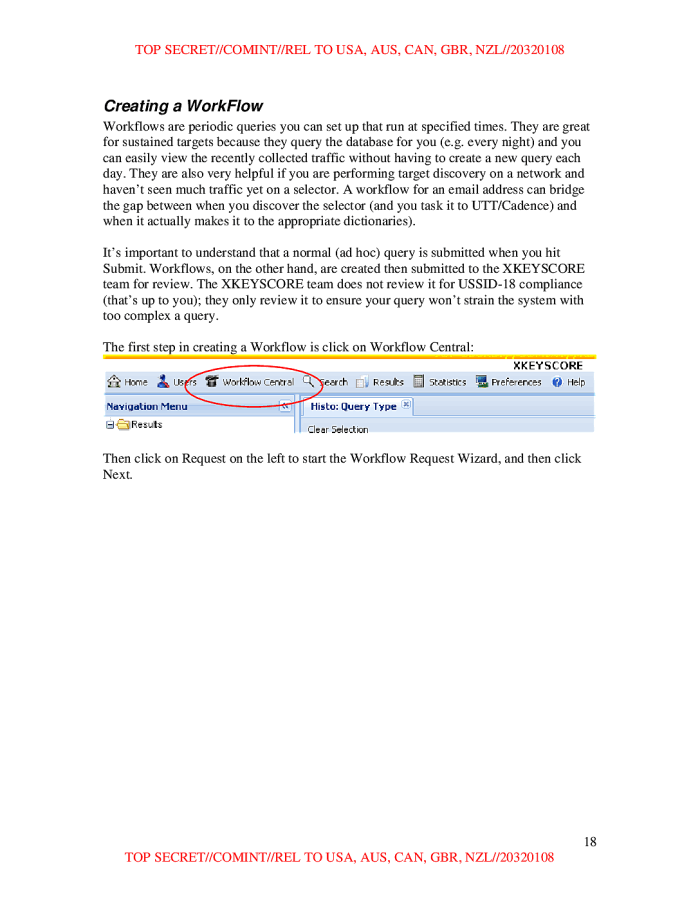 TOP SECRET//COMINT//REL TO USA, AUS, CAN, GBR, NZL//20320108
Creating a WorkFlow
Workflows are periodic queries you can set up that run at specified times. They are great
for sustained targets because they query the database for you (e.g. every night) and you
can easily view the recently collected traffic without having to create a new query each
day. They are also very helpful if you are performing target discovery on a network and
haven't seen much traffic yet on a selector. A workflow for an email address can bridge
the gap between when you discover the selector (and you task it to UTT/Cadence) and
when it actually makes it to the appropriate dictionaries).
It's important to understand that a normal (ad hoc) query is submitted when you hit
Submit. Workflows, on the other hand, are created then submitted to the XKEYSCORE
team for review. The XKEYSCORE team does not review it for USSID-18 compliance
(that's up to you); they only review it to ensure your query won't strain the system with
too complex a query.
The first step in creating a Workflow is click on Workflow Central:
XKEYSCORE
Home Users Workflow Central Search Results Statistics Preferences Help
Navigation Menu Histo: Query Type
Results
Clear Selection
Then click on Request on the left to start the Workflow Request Wizard, and then click
Next.
18
TOP SECRET//COMINT//REL TO USA, AUS, CAN, GBR, NZL//20320108